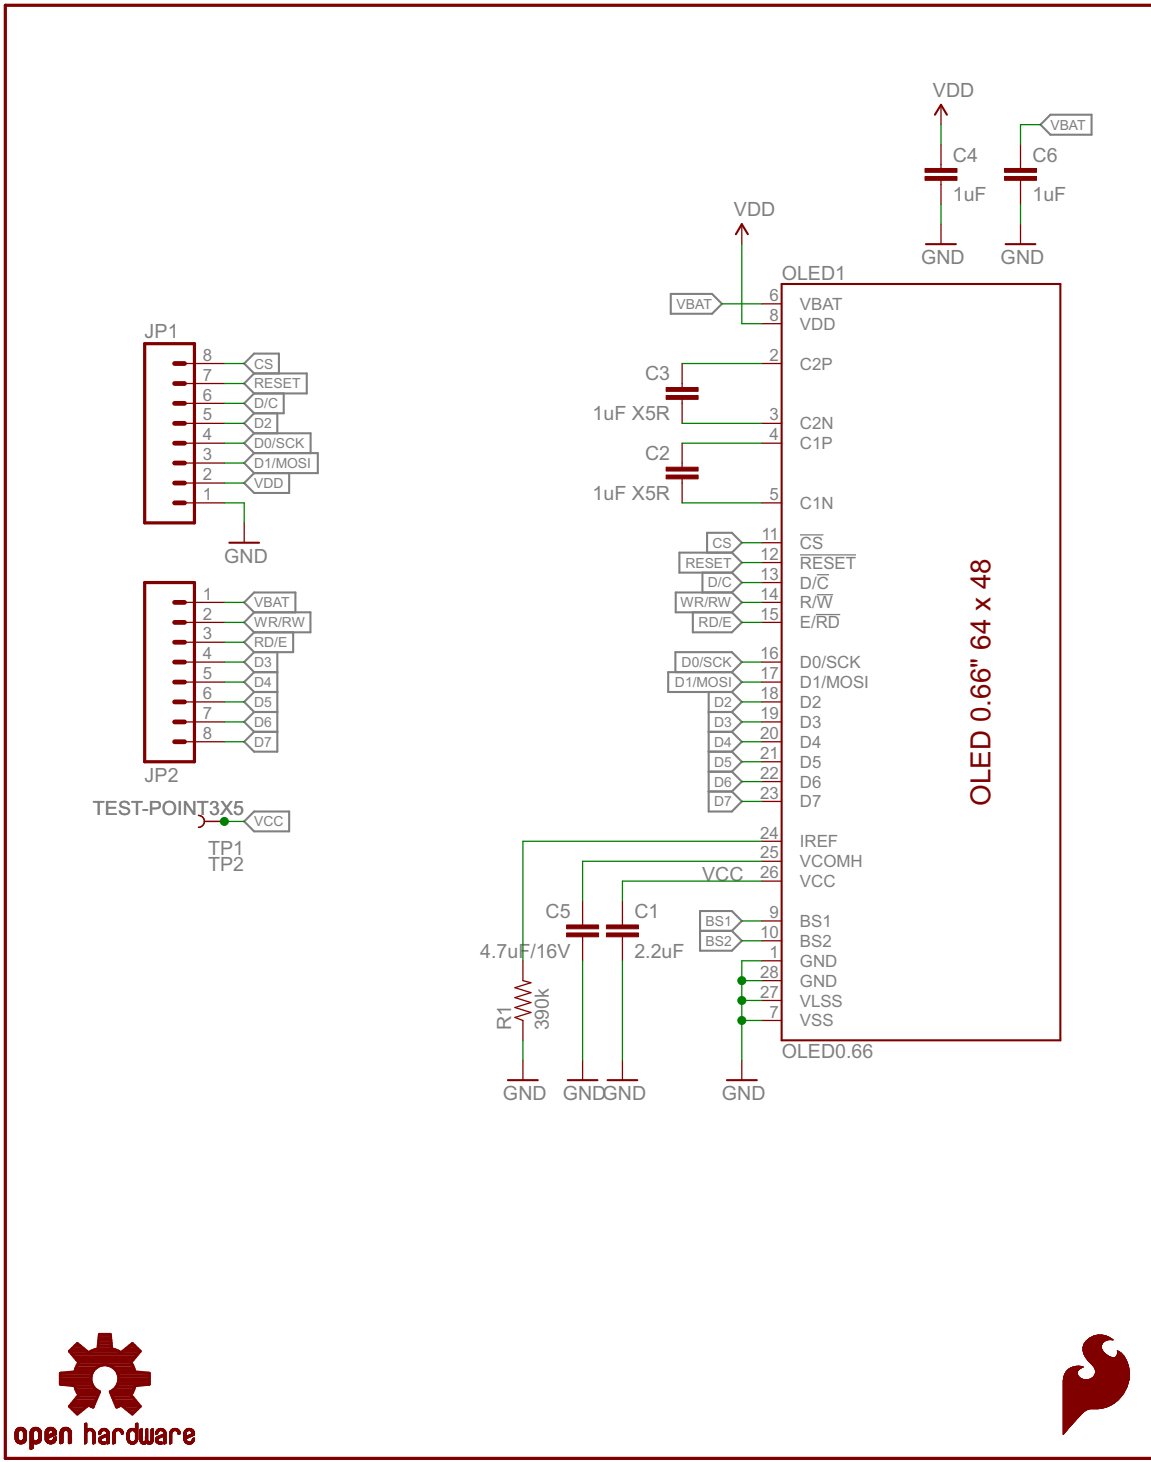 VDD
VBAT
C4
1uF
GND
C6
1uF
GND
VDD
OLED1
VBAT
6 VBAT
8 VDD
2 C2P
C3
1uF X5R
3 C2N
4 C1P
C2
1uF X5R
5 C1N
CS 11 CS
RESET 12 RESET
D/C 13 D/C
WR/RW 14 R/W
RD/E 15 E/RD
D0/SCK 16 D0/SCK
D1/MOSI 17 D1/MOSI
D2 18 D2
D3 19 D3
D4 20 D4
D5 21 D5
D6 22 D6
D7 23 D7
24 IREF
25 VCOMH
VCC 26 VCC
BS1 9 BS1
BS2 10 BS2
1 GND
28 GND
27 VLSS
7 VSS
OLED0.66
OLED 0.66" 64 x 48
C5
4.7uF/16V
C1
2.2uF
R1
390k
GND
GND
GND
GND
JP1
8 CS
7 RESET
6 D/C
5 D2
4 D0/SCK
3 D1/MOSI
2 VDD
1
GND
1 VBAT
2 WR/RW
3 RD/E
4 D3
5 D4
6 D5
7 D6
8 D7
JP2
TEST-POINT3X5
VCC
TP1
TP2
open hardware